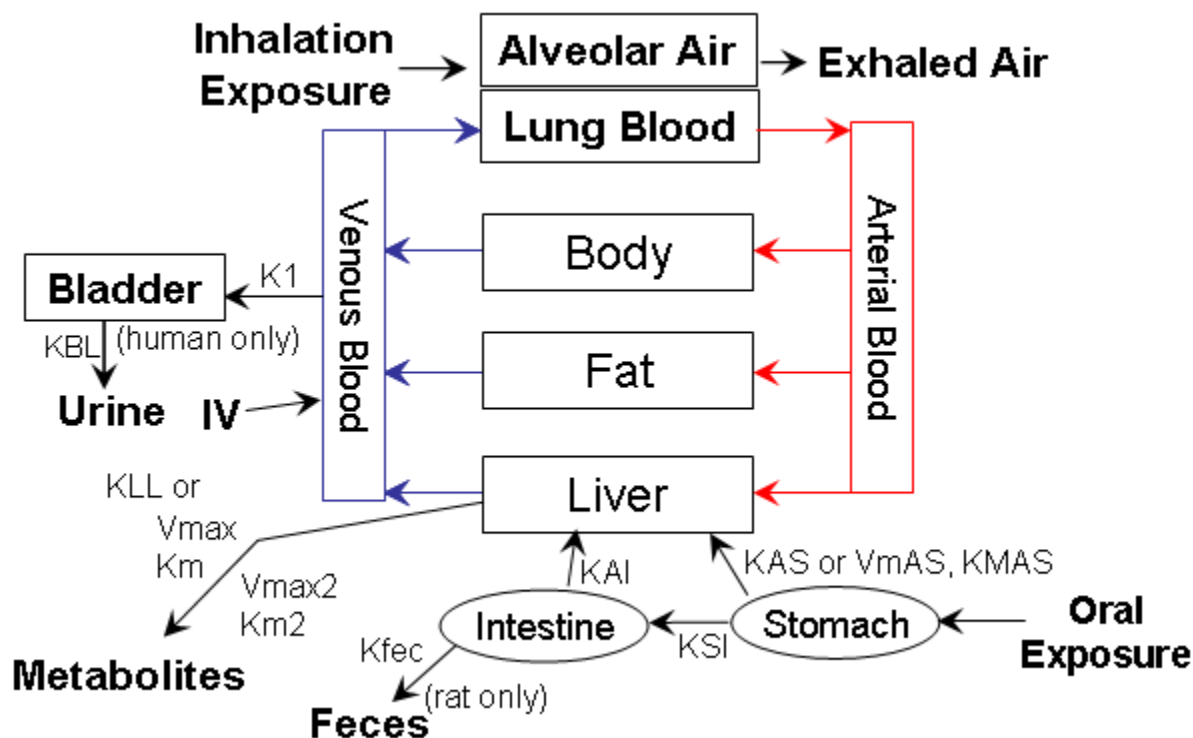 Inhalation
Exposure
Alveolar Air
Exhaled Air
Lung Blood
Venous Blood
Arterial Blood
Body
Bladder
K1
KBL
(human only)
Fat
Urine
IV
Liver
KLL or
Vmax
Km
Vmax2
Km2
KAI
KAS or VmAS, KMAS
Intestine
KSI
Stomach
Oral
Exposure
Kfec
Metabolites
(rat only)
Feces